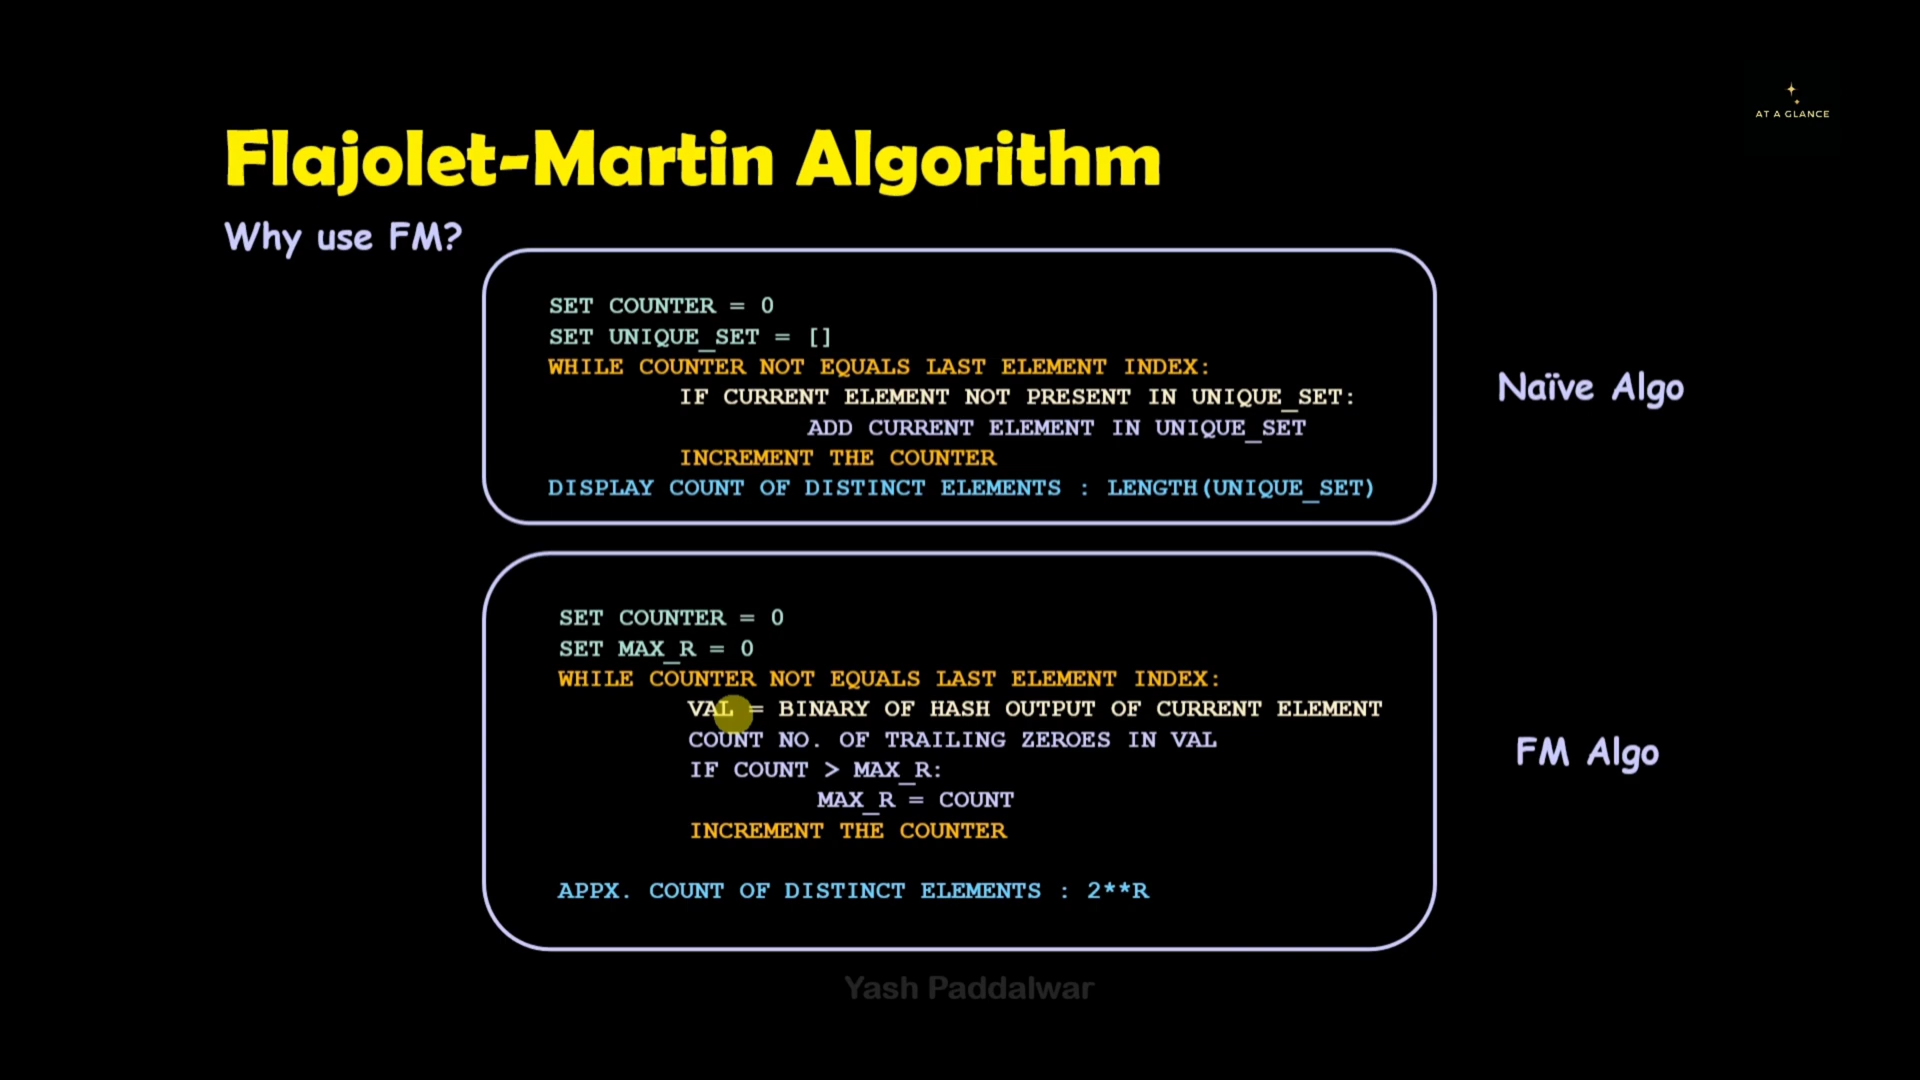 AT A GLANCE
Flajolet-Martin Algorithm
Why use FM?
SET COUNTER = 0
SET UNIQUE_SET = []
WHILE COUNTER NOT EQUALS LAST ELEMENT INDEX:
IF CURRENT ELEMENT NOT PRESENT IN UNIQUE_SET:
ADD CURRENT ELEMENT IN UNIQUE_SET
INCREMENT THE COUNTER
DISPLAY COUNT OF DISTINCT ELEMENTS : LENGTH(UNIQUE_SET)
Naïve Algo
SET COUNTER = 0
SET MAX_R = 0
WHILE COUNTER NOT EQUALS LAST ELEMENT INDEX:
VAL = BINARY OF HASH OUTPUT OF CURRENT ELEMENT
COUNT NO. OF TRAILING ZEROES IN VAL
IF COUNT > MAX_R:
MAX_R = COUNT
INCREMENT THE COUNTER
APPX. COUNT OF DISTINCT ELEMENTS : 2**R
FM Algo
Yash Paddalwar